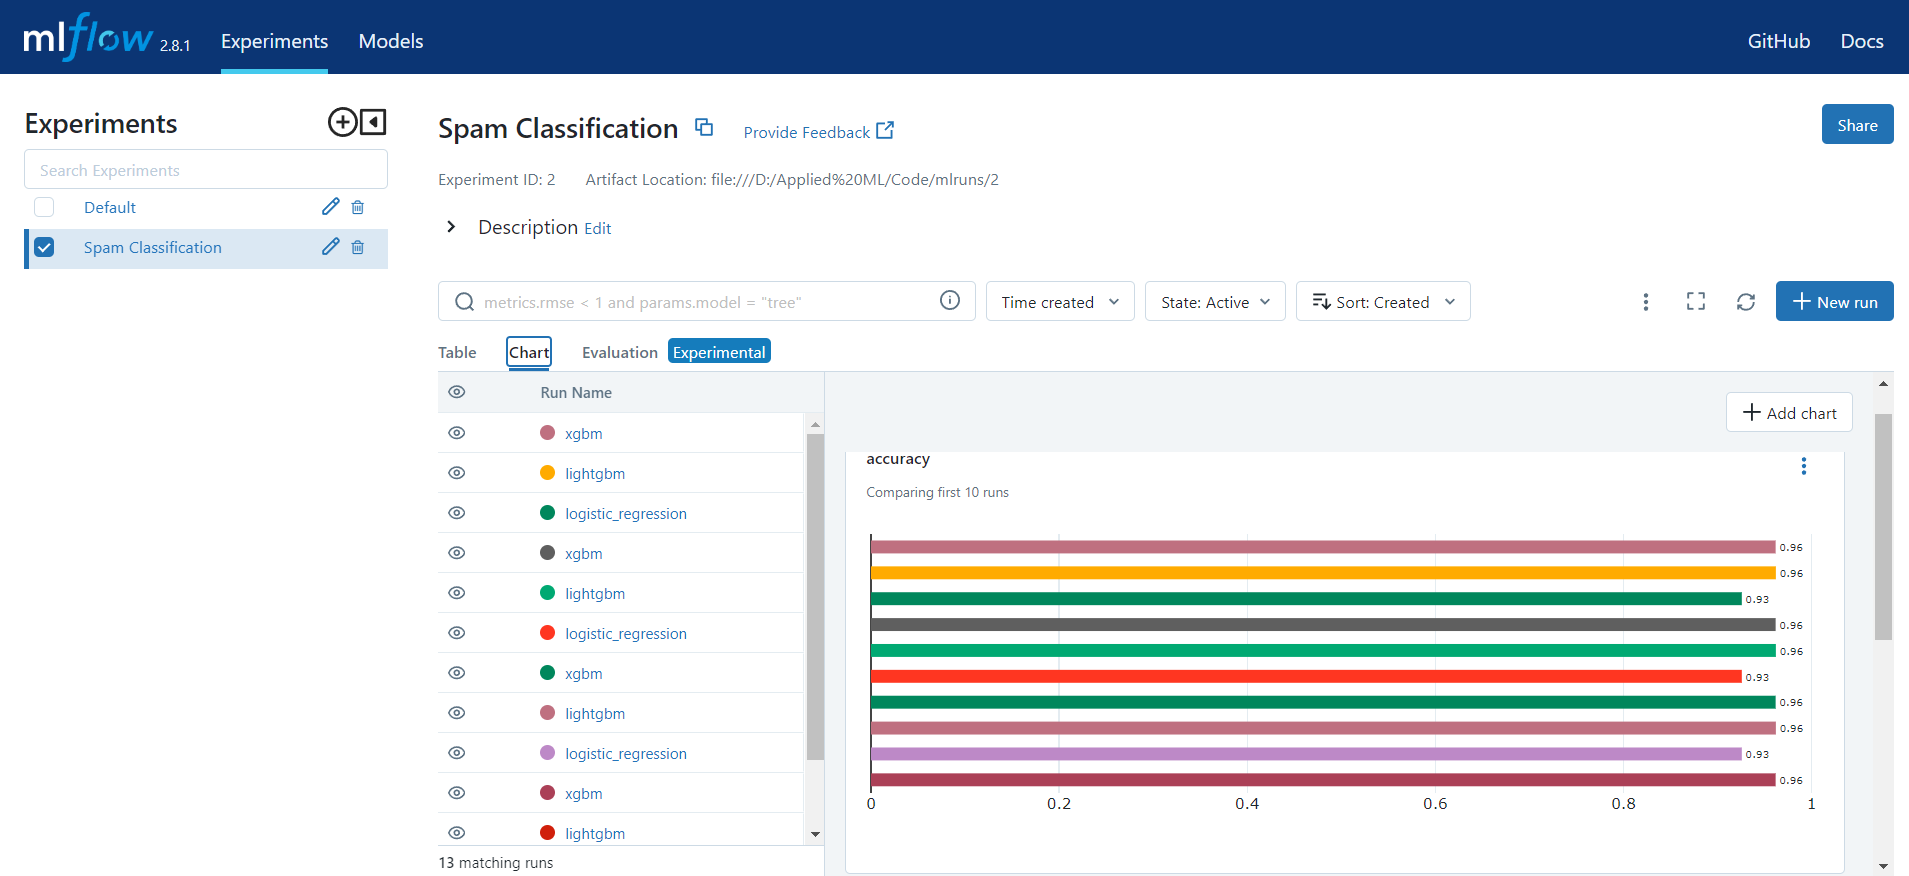 mlflow 2.8.1 Experiments Models GitHub Docs
Experiments
Search Experiments
Default
Spam Classification
Spam Classification Provide Feedback Share
Experiment ID: 2 Artifact Location: file:///D:/Applied%20ML/Code/mlruns/2
Description Edit
metrics.rmse < 1 and params.model = "tree" Time created State: Active Sort: Created New run
Table Chart Evaluation Experimental
Run Name
xgbm
lightgbm
logistic_regression
xgbm
lightgbm
logistic_regression
xgbm
lightgbm
logistic_regression
xgbm
lightgbm
13 matching runs
Add chart
accuracy
Comparing first 10 runs
0.96
0.96
0.93
0.96
0.96
0.93
0.96
0.96
0.93
0.96
0 0.2 0.4 0.6 0.8 1